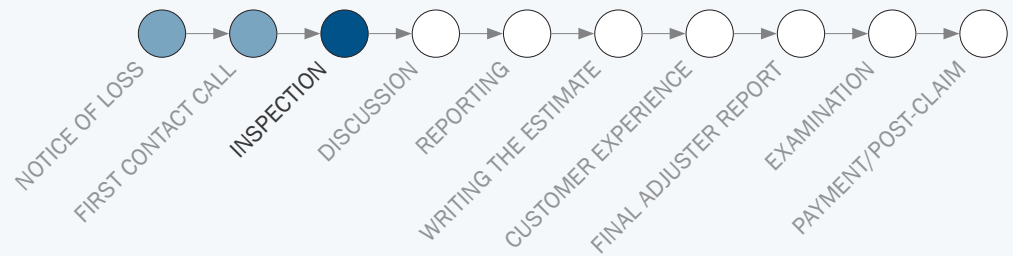 NOTICE OF LOSS
FIRST CONTACT CALL
INSPECTION
DISCUSSION
REPORTING
WRITING THE ESTIMATE
CUSTOMER EXPERIENCE
FINAL ADJUSTER REPORT
EXAMINATION
PAYMENT/POST-CLAIM